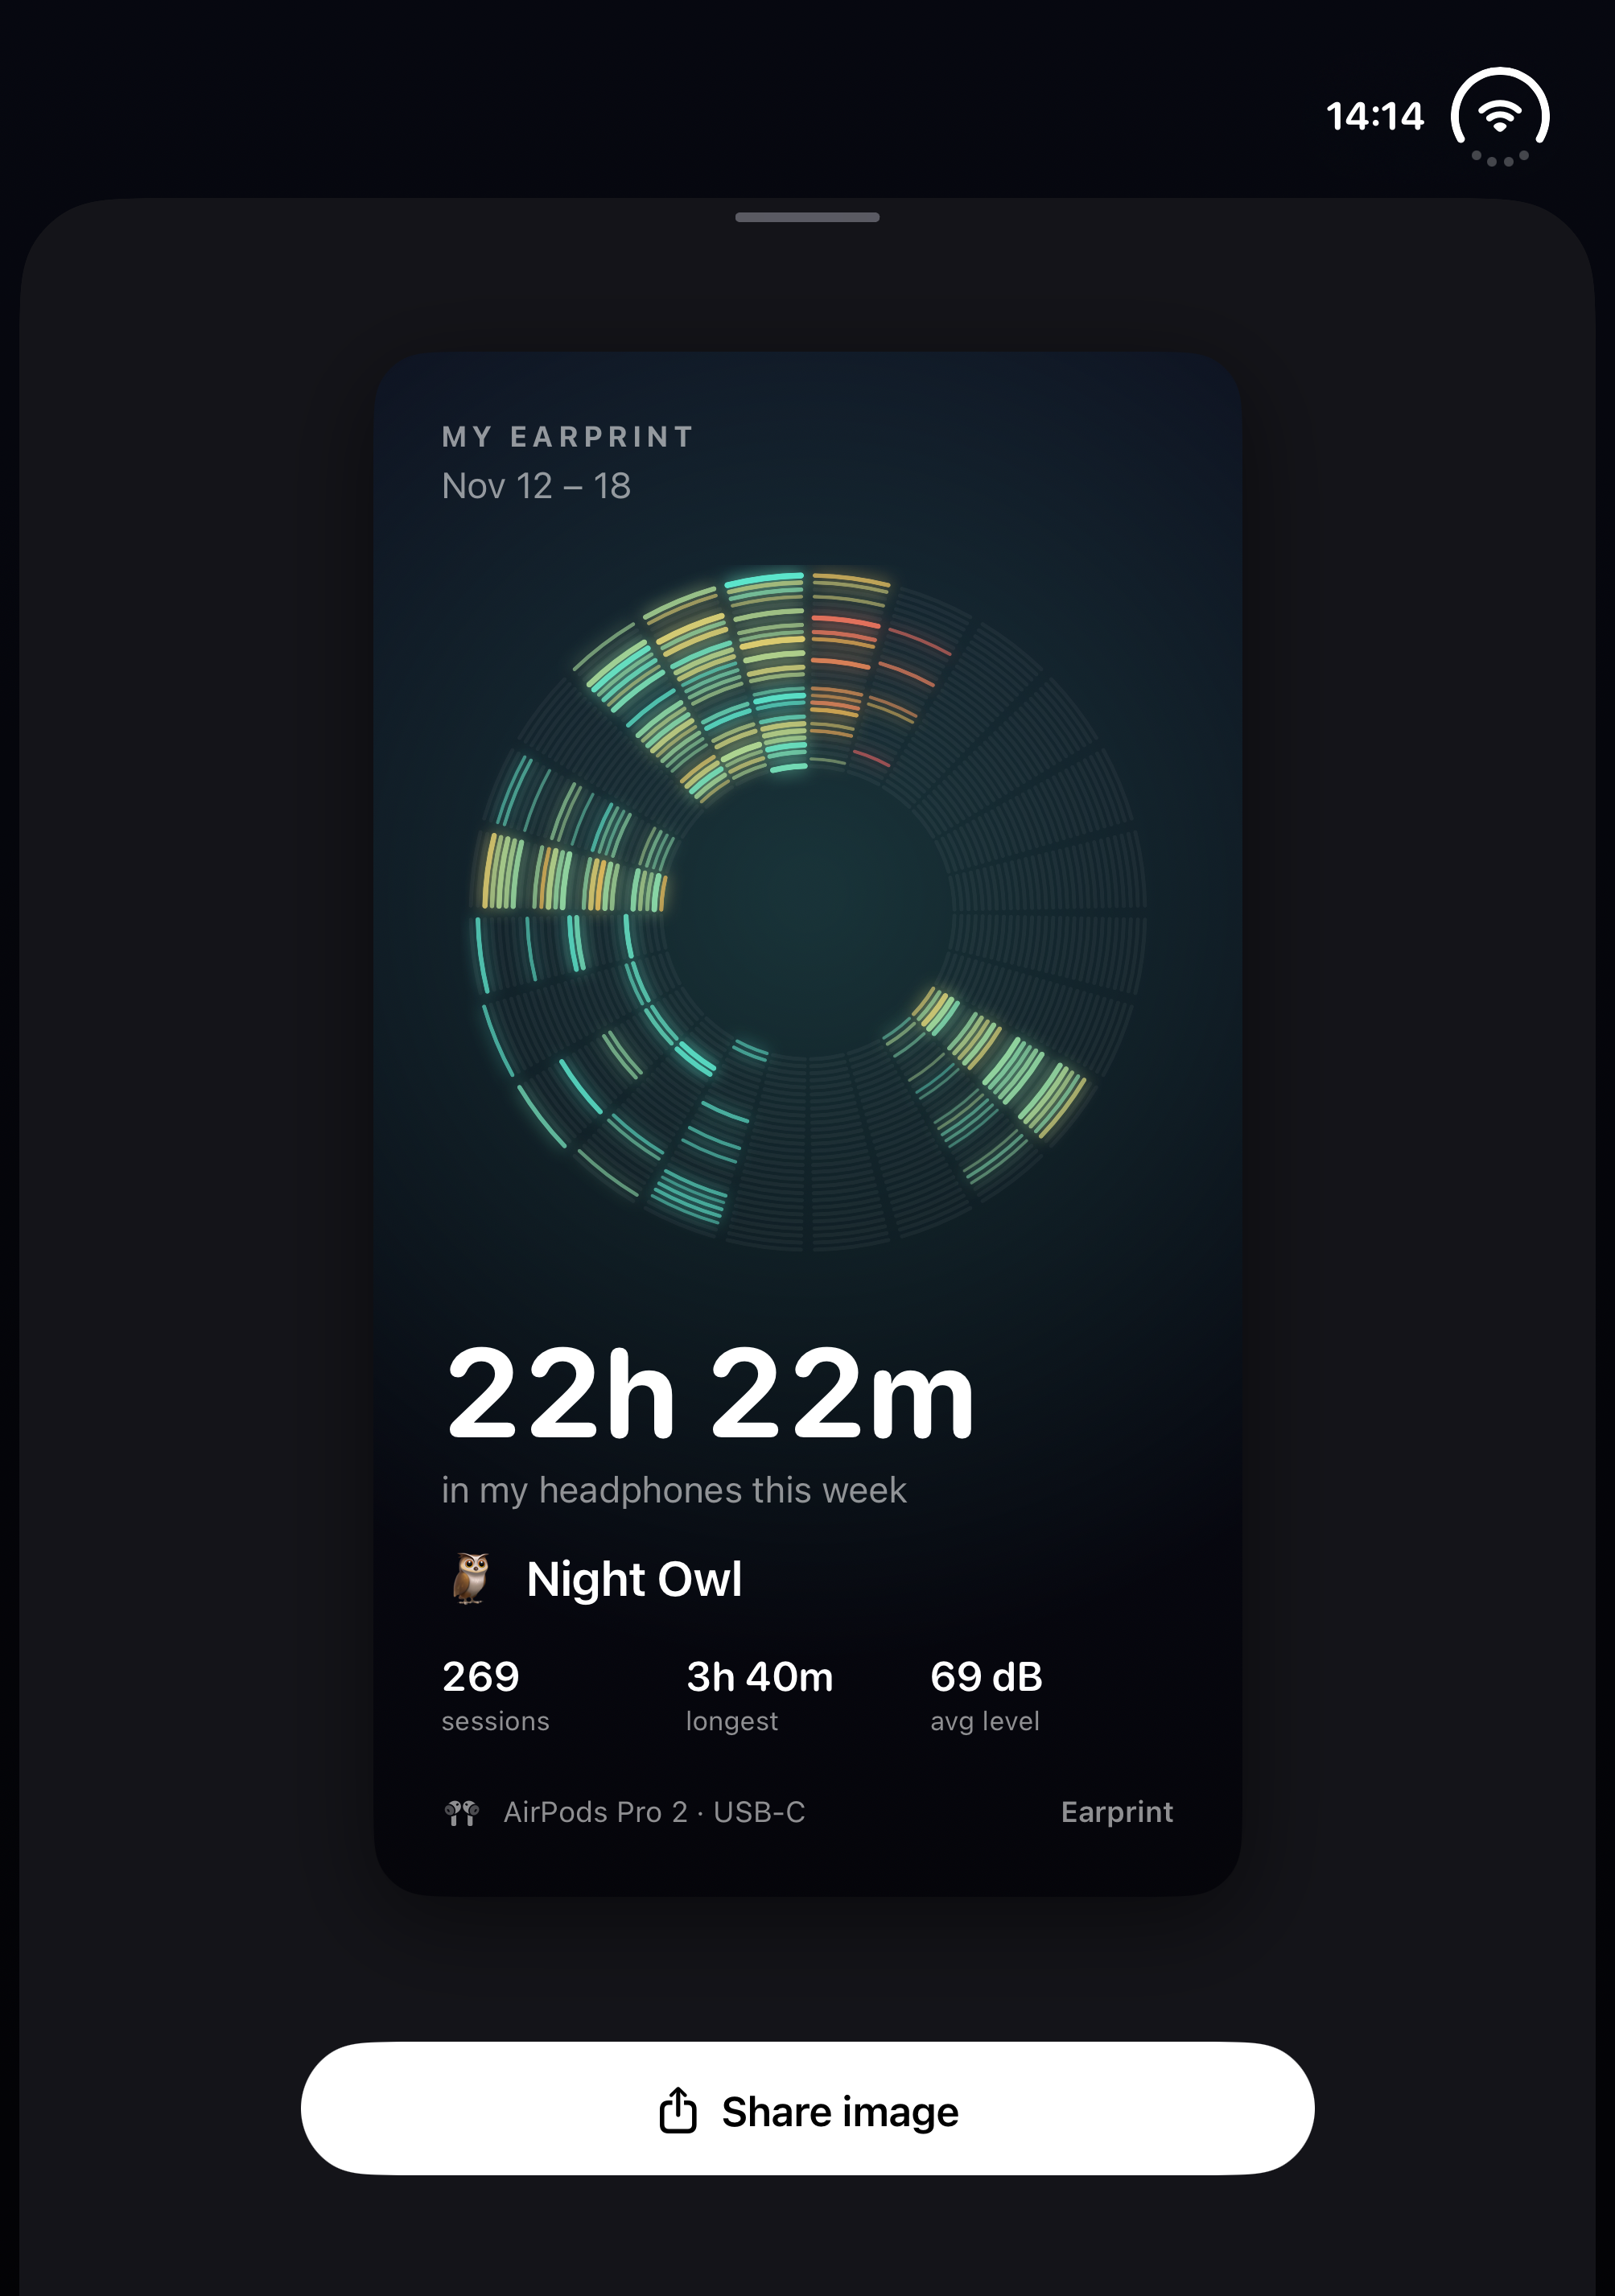 14:14
MY EARPRINT
Nov 12 – 18
22h 22m
in my headphones this week
Night Owl
269 3h 40m 69 dB
sessions longest avg level
AirPods Pro 2 · USB-C Earprint
Share image